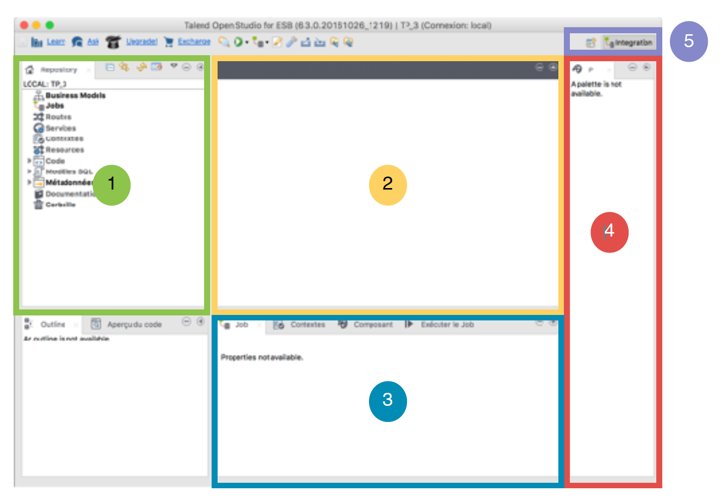 Talend Open Studio for ESB (6.3.0.20151026_1219) | TP_3 (Connexion: local)
Learn Ask Upgrade! Exchange
Integration
5
Repository
LOCAL: TP_3
Business Models
Jobs
Routes
Services
Contextes
Resources
Code
Modèles SQL
Métadonnées
Documentation
Corbeille
1
2
P
A palette is not
available.
4
Outline Aperçu du code
An outline is not available.
Job Contextes Composant Exécuter le Job
Properties not available.
3